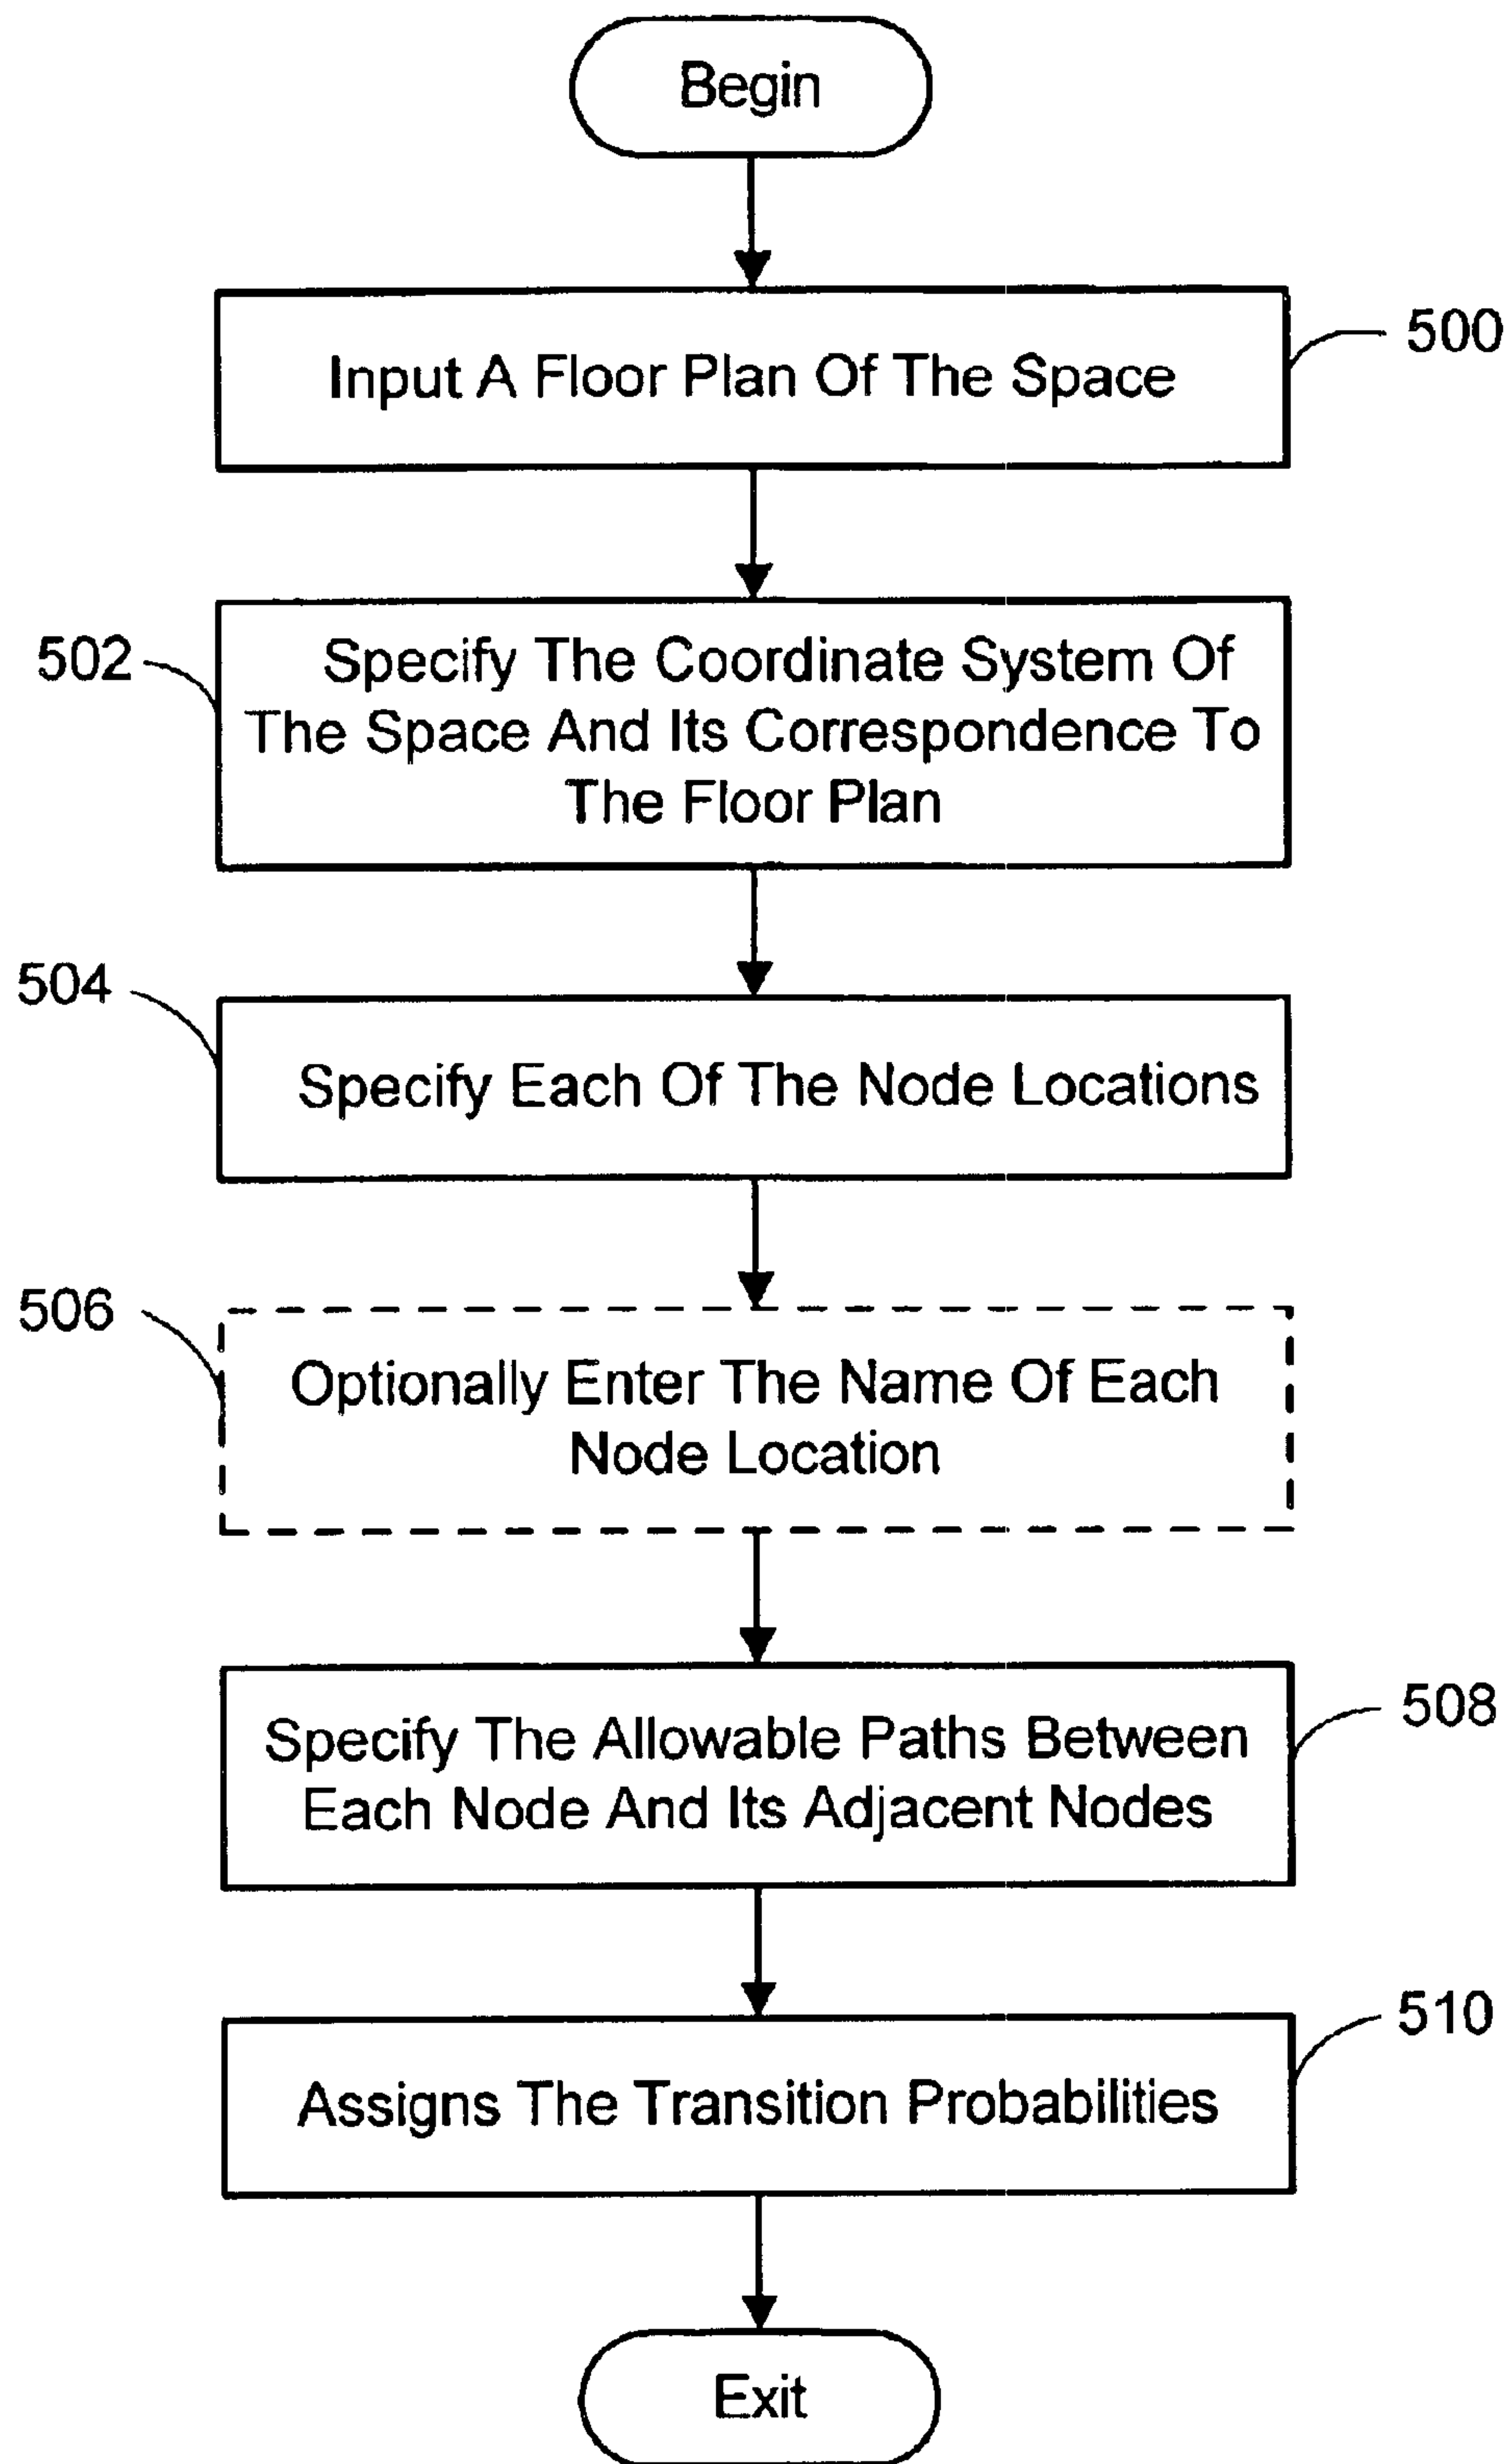 Begin
Input A Floor Plan Of The Space
500
502
Specify The Coordinate System Of
The Space And Its Correspondence To
The Floor Plan
504
Specify Each Of The Node Locations
506
Optionally Enter The Name Of Each
Node Location
Specify The Allowable Paths Between
Each Node And Its Adjacent Nodes
508
Assigns The Transition Probabilities
510
Exit